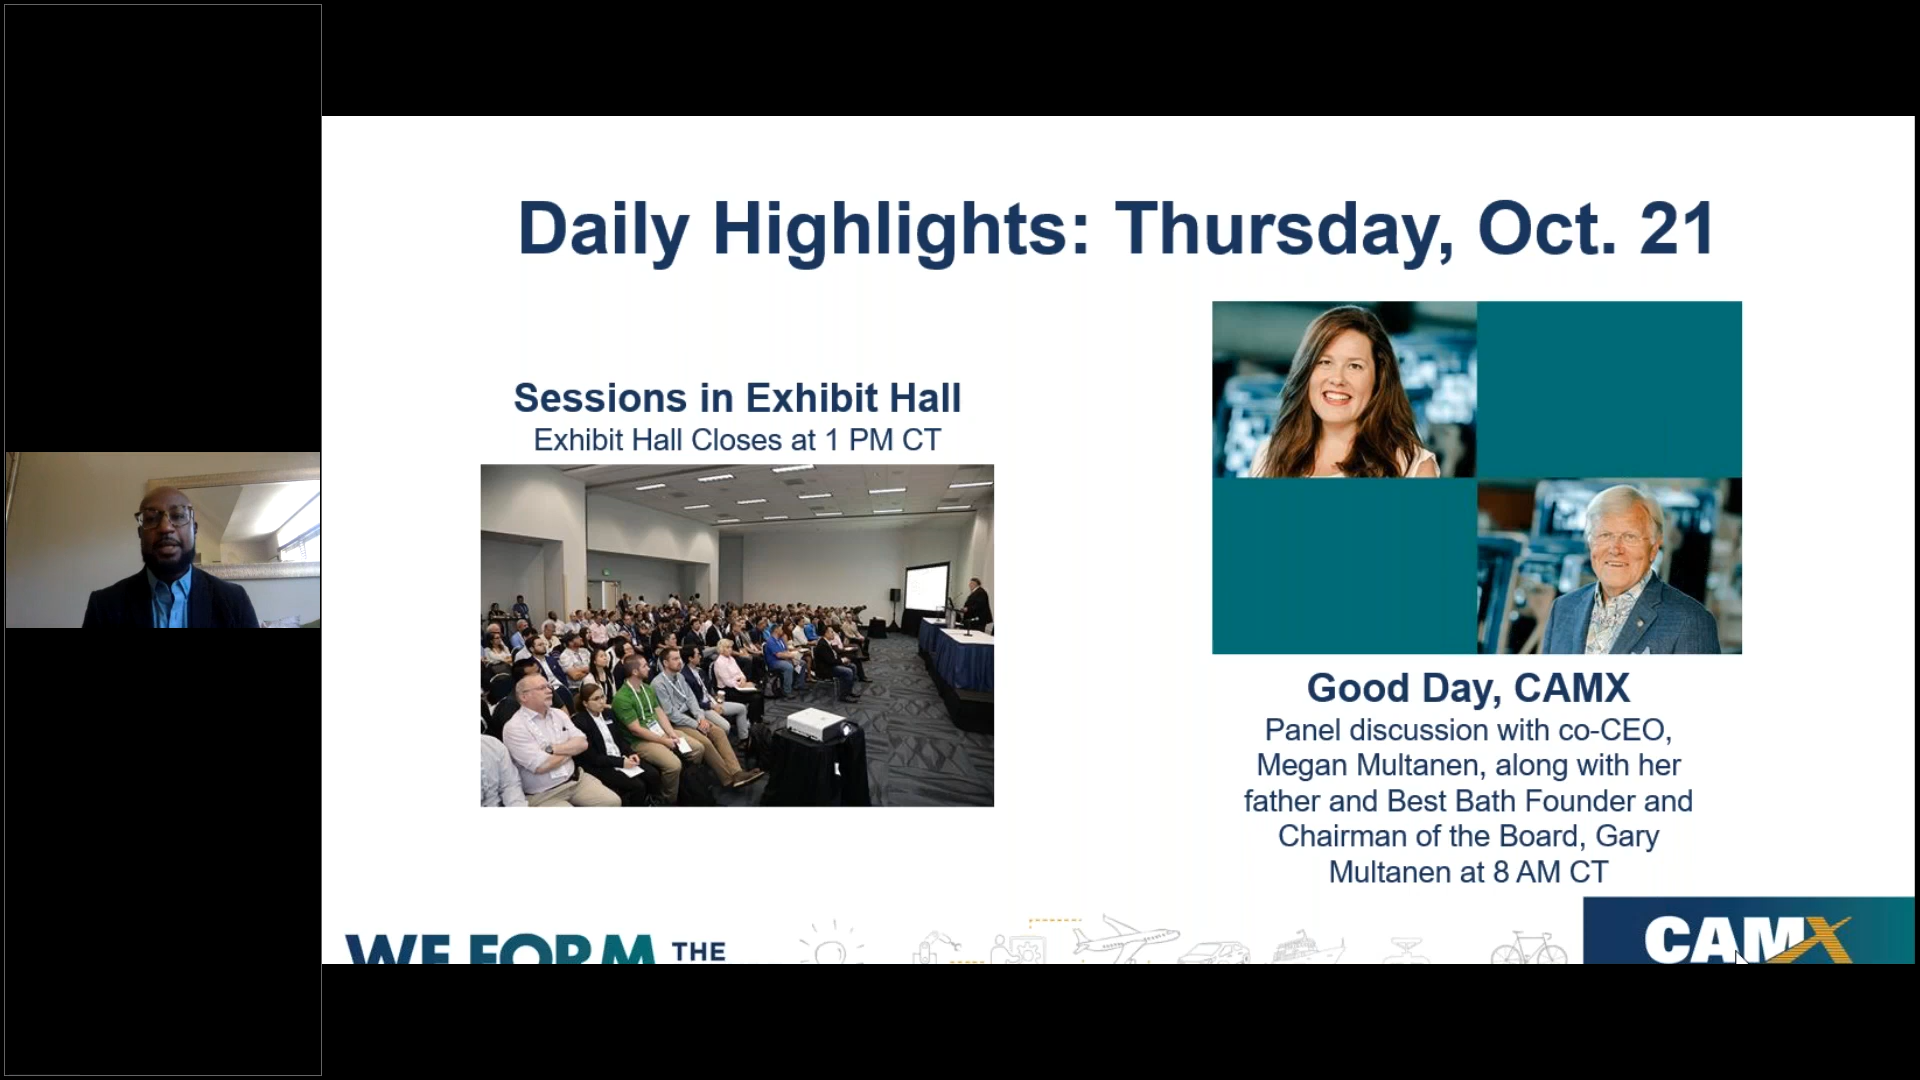 Daily Highlights: Thursday, Oct. 21
Sessions in Exhibit Hall
Exhibit Hall Closes at 1 PM CT
Good Day, CAMX
Panel discussion with co-CEO,
Megan Multanen, along with her
father and Best Bath Founder and
Chairman of the Board, Gary
Multanen at 8 AM CT
WE FORM THE
CAMX